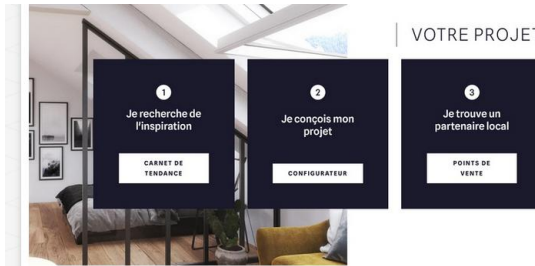 VOTRE PROJET
1
Je recherche de
l'inspiration
CARNET DE
TENDANCE
2
Je conçois mon
projet
CONFIGURATEUR
3
Je trouve un
partenaire local
POINTS DE
VENTE